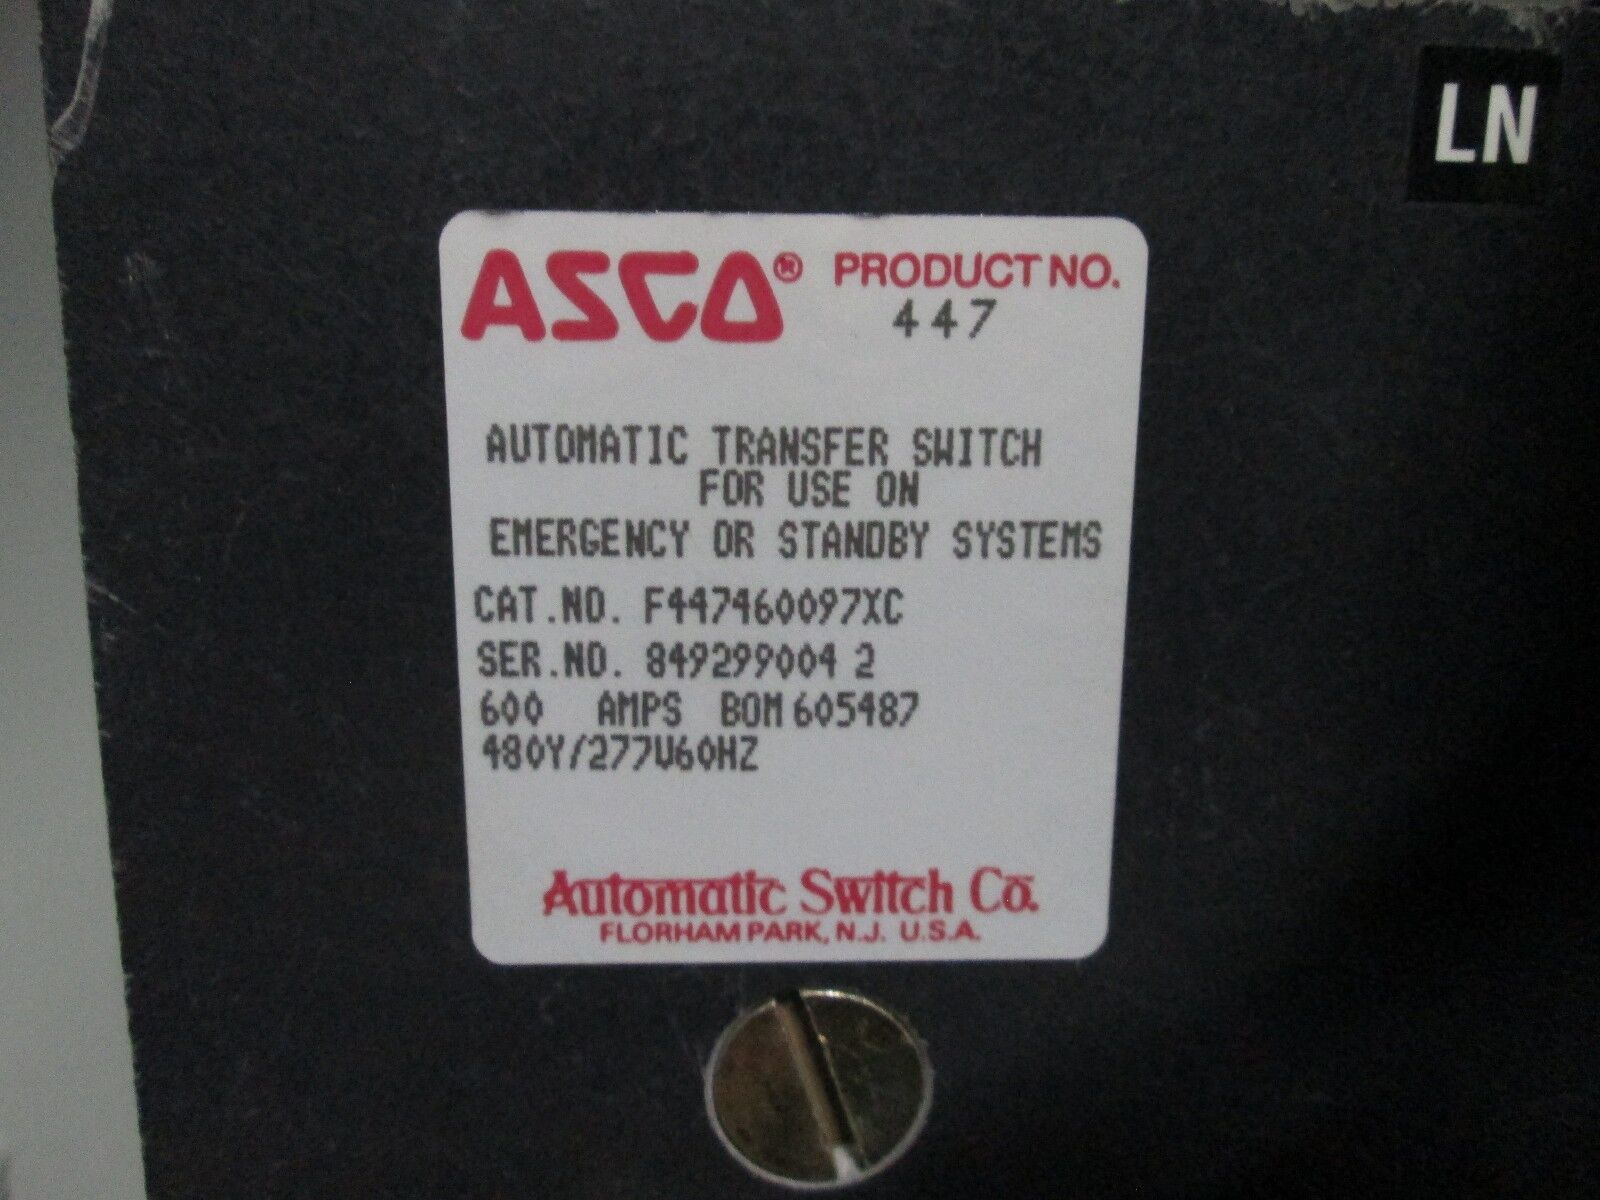 LN
ASCO® PRODUCT NO.
447
AUTOMATIC TRANSFER SWITCH
FOR USE ON
EMERGENCY OR STANDBY SYSTEMS
CAT.NO. F447460097XC
SER.NO. 849299004 2
600 AMPS BOM 605487
480Y/277V60HZ
Automatic Switch Co.
FLORHAM PARK, N.J. U.S.A.